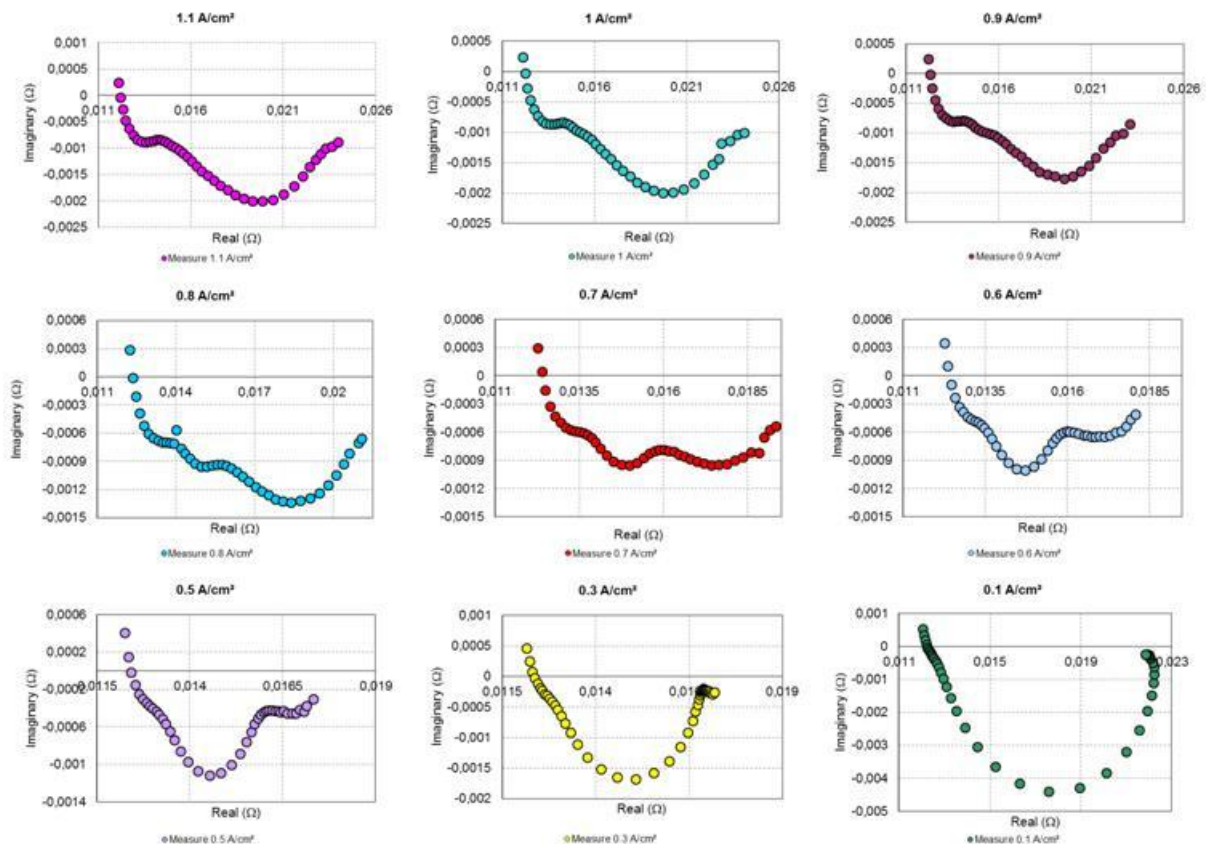 1.1 A/cm²
0,001
0,0005
0
0,011
0,016
0,021
0,026
-0,0005
-0,001
-0,0015
-0,002
-0,0025
Imaginary (Ω)
Real (Ω)
Measure 1.1 A/cm²
1 A/cm²
0,0005
0
0,011
0,016
0,021
0,026
-0,0005
-0,001
-0,0015
-0,002
-0,0025
Imaginary (Ω)
Real (Ω)
Measure 1 A/cm²
0.9 A/cm²
0,0005
0
0,011
0,016
0,021
0,026
-0,0005
-0,001
-0,0015
-0,002
-0,0025
Imaginary (Ω)
Real (Ω)
Measure 0.9 A/cm²
0.8 A/cm²
0,0006
0,0003
0
0,011
0,014
0,017
0,02
-0,0003
-0,0006
-0,0009
-0,0012
-0,0015
Imaginary (Ω)
Real (Ω)
Measure 0.8 A/cm²
0.7 A/cm²
0,0006
0,0003
0
0,011
0,0135
0,016
0,0185
-0,0003
-0,0006
-0,0009
-0,0012
-0,0015
Imaginary (Ω)
Real (Ω)
Measure 0.7 A/cm²
0.6 A/cm²
0,0006
0,0003
0
0,011
0,0135
0,016
0,0185
-0,0003
-0,0006
-0,0009
-0,0012
-0,0015
Imaginary (Ω)
Real (Ω)
Measure 0.6 A/cm²
0.5 A/cm²
0,0006
0,0002
-0,0002
0,0115
0,014
0,0165
0,019
-0,0006
-0,001
-0,0014
Imaginary (Ω)
Real (Ω)
Measure 0.5 A/cm²
0.3 A/cm²
0,001
0,0005
0
0,0115
0,014
0,019
-0,0005
-0,001
-0,0015
-0,002
Imaginary (Ω)
Real (Ω)
Measure 0.3 A/cm²
0.1 A/cm²
0,001
0
0,011
0,015
0,019
0,023
-0,001
-0,002
-0,003
-0,004
-0,005
Imaginary (Ω)
Real (Ω)
Measure 0.1 A/cm²